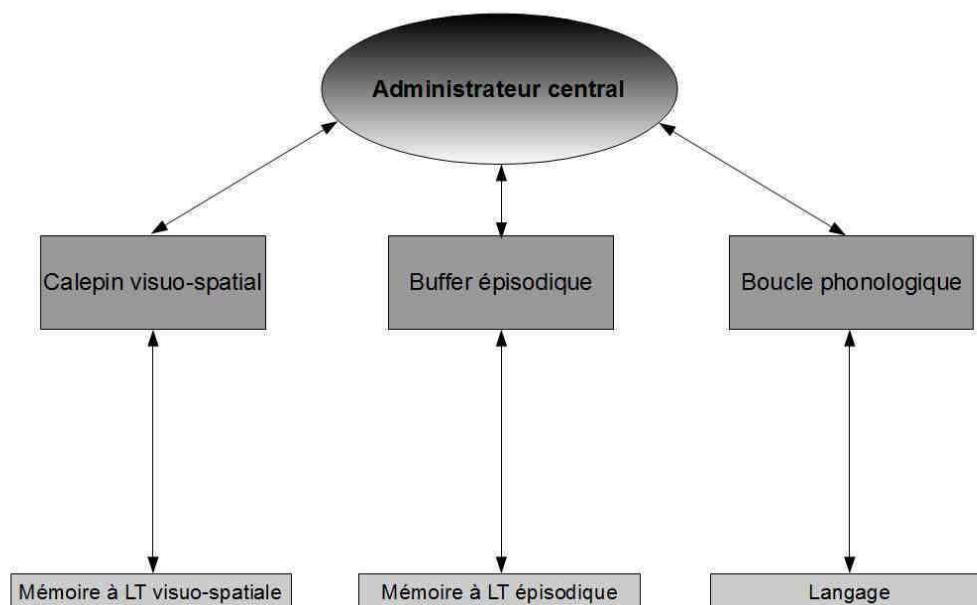 Administrateur central
Calepin visuo-spatial
Buffer épisodique
Boucle phonologique
Mémoire à LT visuo-spatiale
Mémoire à LT épisodique
Langage